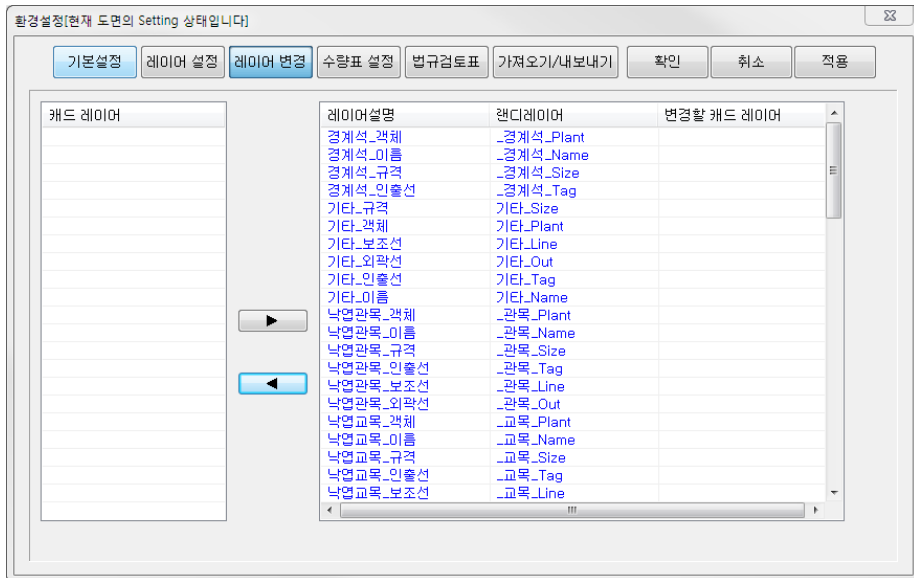 환경설정[현재 도면의 Setting 상태입니다]
기본설정 레이어 설정 레이어 변경 수량표 설정 법규검토표 가져오기/내보내기 확인 취소 적용
캐드 레이어
레이어설명 랜디레이어 변경할 캐드 레이어
경계석_객체 _경계석_Plant
경계석_이름 _경계석_Name
경계석_규격 _경계석_Size
경계석_인출선 _경계석_Tag
기타_규격 기타_Size
기타_객체 기타_Plant
기타_보조선 기타_Line
기타_외곽선 기타_Out
기타_인출선 기타_Tag
기타_이름 기타_Name
낙엽관목_객체 _관목_Plant
낙엽관목_이름 _관목_Name
낙엽관목_규격 _관목_Size
낙엽관목_인출선 _관목_Tag
낙엽관목_보조선 _관목_Line
낙엽관목_외곽선 _관목_Out
낙엽교목_객체 _교목_Plant
낙엽교목_이름 _교목_Name
낙엽교목_규격 _교목_Size
낙엽교목_인출선 _교목_Tag
낙엽교목_보조선 _교목_Line